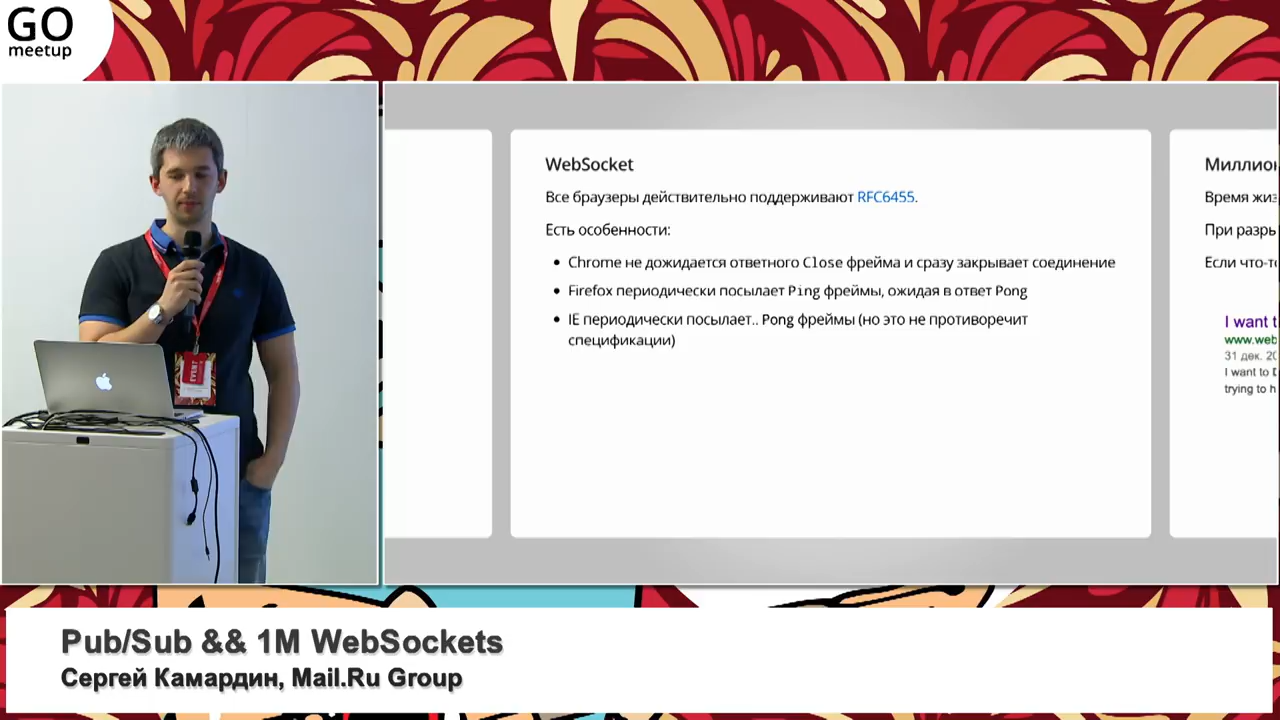 GO
meetup
WebSocket
Все браузеры действительно поддерживают RFC6455.
Есть особенности:
Chrome не дожидается ответного Close фрейма и сразу закрывает соединение
Firefox периодически посылает Ping фреймы, ожидая в ответ Pong
IE периодически посылает.. Pong фреймы (но это не противоречит
спецификации)
Миллион
Время жиз
При разры
Если что-то
I want t
www.web
31 дек. 20
I want to D
trying to h
EVENT
Pub/Sub && 1M WebSockets
Сергей Камардин, Mail.Ru Group